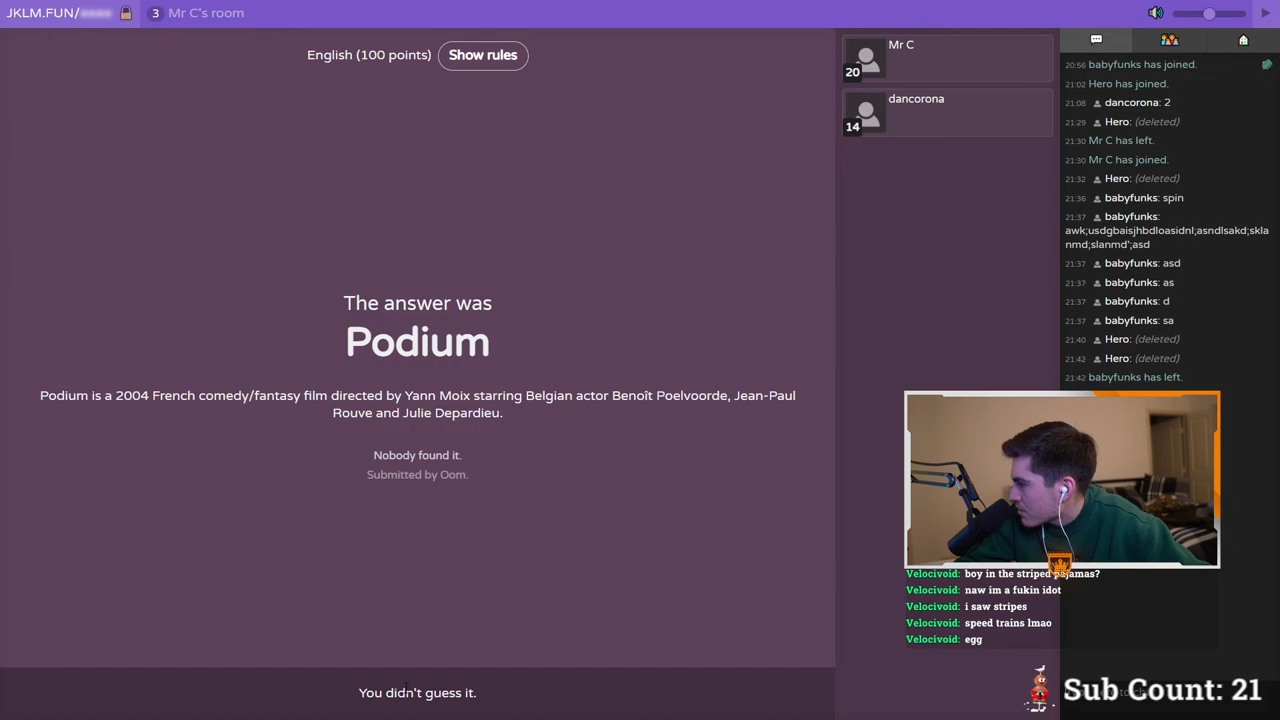 JKLM.FUN/
3 Mr C's room
English (100 points) Show rules
The answer was
Podium
Podium is a 2004 French comedy/fantasy film directed by Yann Moix starring Belgian actor Benoît Poelvoorde, Jean-Paul
Rouve and Julie Depardieu.
Nobody found it.
Submitted by Oom.
You didn't guess it.
Mr C
20
dancorona
14
20:56 babyfunks has joined.
21:02 Hero has joined.
21:08 dancorona: 2
21:29 Hero: (deleted)
21:30 Mr C has left.
21:30 Mr C has joined.
21:32 Hero: (deleted)
21:36 babyfunks: spin
21:37 babyfunks:
awk;usdgbaisjhbdloasidnl;asndlsakd;skla
nmd;slanmd';asd
21:37 babyfunks: asd
21:37 babyfunks: as
21:37 babyfunks: d
21:37 babyfunks: sa
21:40 Hero: (deleted)
21:42 Hero: (deleted)
21:42 babyfunks has left.
Velocivoid: boy in the striped pajamas?
Velocivoid: naw im a fukin idot
Velocivoid: i saw stripes
Velocivoid: speed trains lmao
Velocivoid: egg
Sub Count: 21